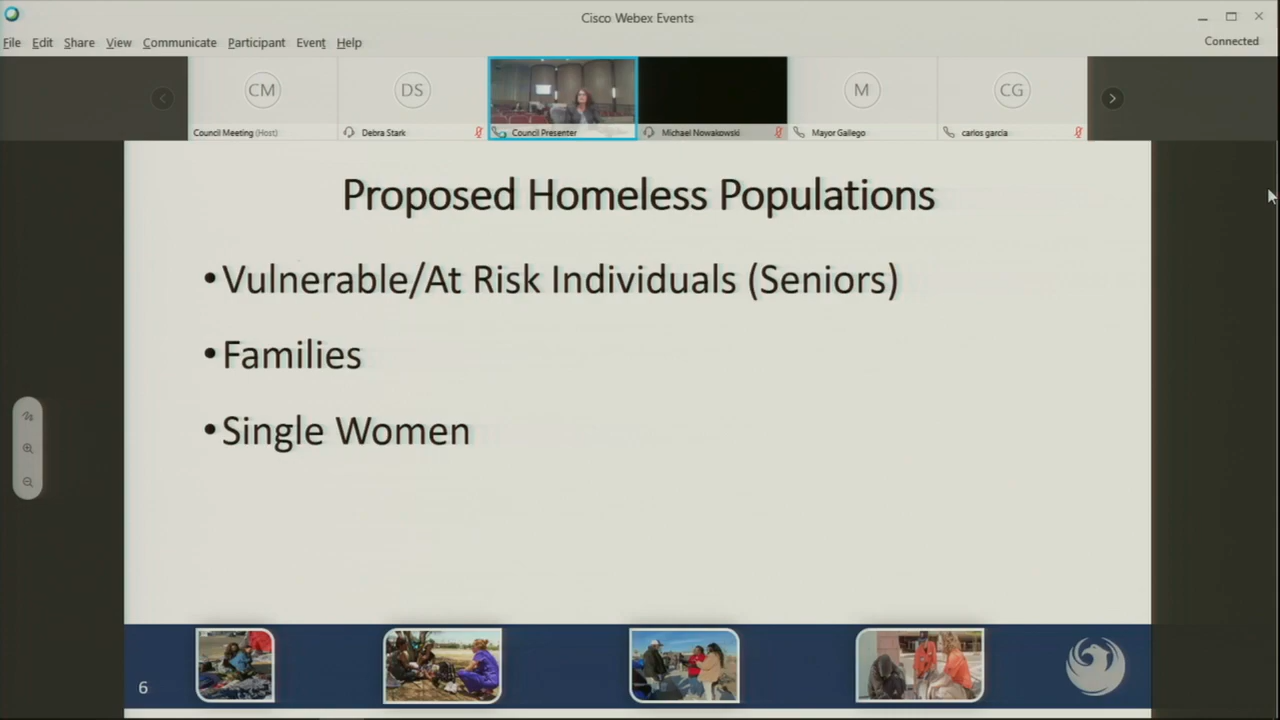 Cisco Webex Events
File Edit Share View Communicate Participant Event Help
Connected
CM
DS
M
CG
Council Meeting (Host)
Debra Stark
Council Presenter
Michael Nowakowski
Mayor Gallego
carlos garcia
Proposed Homeless Populations
•Vulnerable/At Risk Individuals (Seniors)
•Families
•Single Women
6